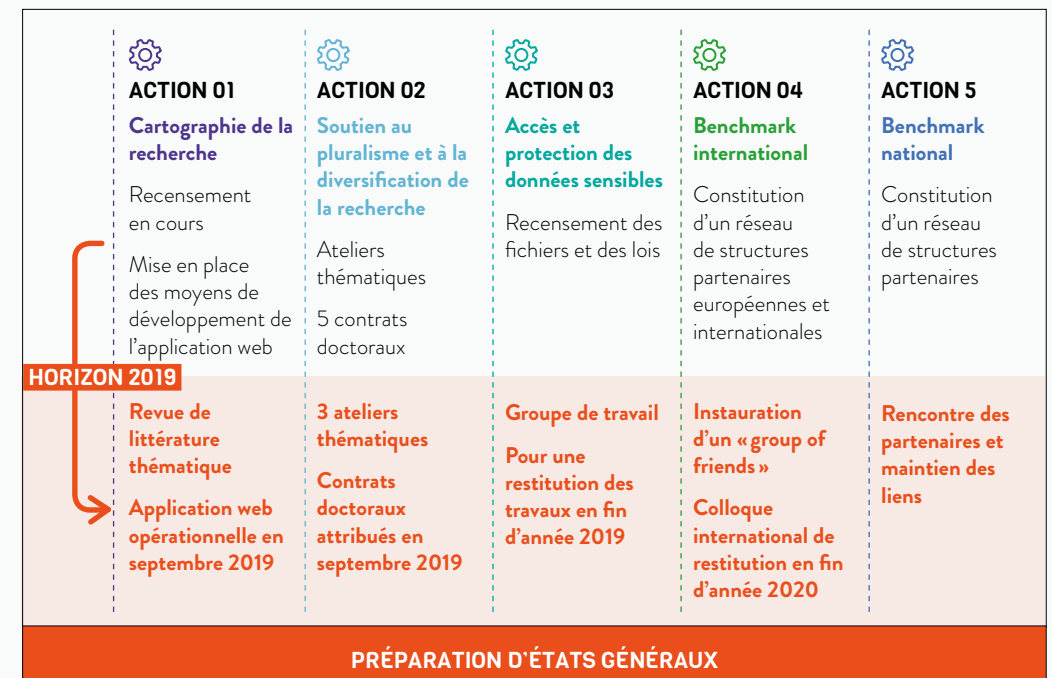 ACTION 01
Cartographie de la
recherche
Recensement
en cours
Mise en place
des moyens de
développement de
l'application web
ACTION 02
Soutien au
pluralisme et à la
diversification de
la recherche
Ateliers
thématiques
5 contrats
doctoraux
ACTION 03
Accès et
protection des
données sensibles
Recensement des
fichiers et des lois
ACTION 04
Benchmark
international
Constitution
d'un réseau
de structures
partenaires
européennes et
internationales
ACTION 5
Benchmark
national
Constitution
d'un réseau
de structures
partenaires
HORIZON 2019
Revue de
littérature
thématique
Application web
opérationnelle en
septembre 2019
3 ateliers
thématiques
Contrats
doctoraux
attribués en
septembre 2019
Groupe de travail
Pour une
restitution des
travaux en fin
d'année 2019
Instauration
d'un « group of
friends »
Colloque
international de
restitution en fin
d'année 2020
Rencontre des
partenaires et
maintien des
liens
PRÉPARATION D'ÉTATS GÉNÉRAUX